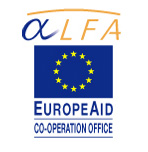 αLFA
EUROPEAID
CO-OPERATION OFFICE